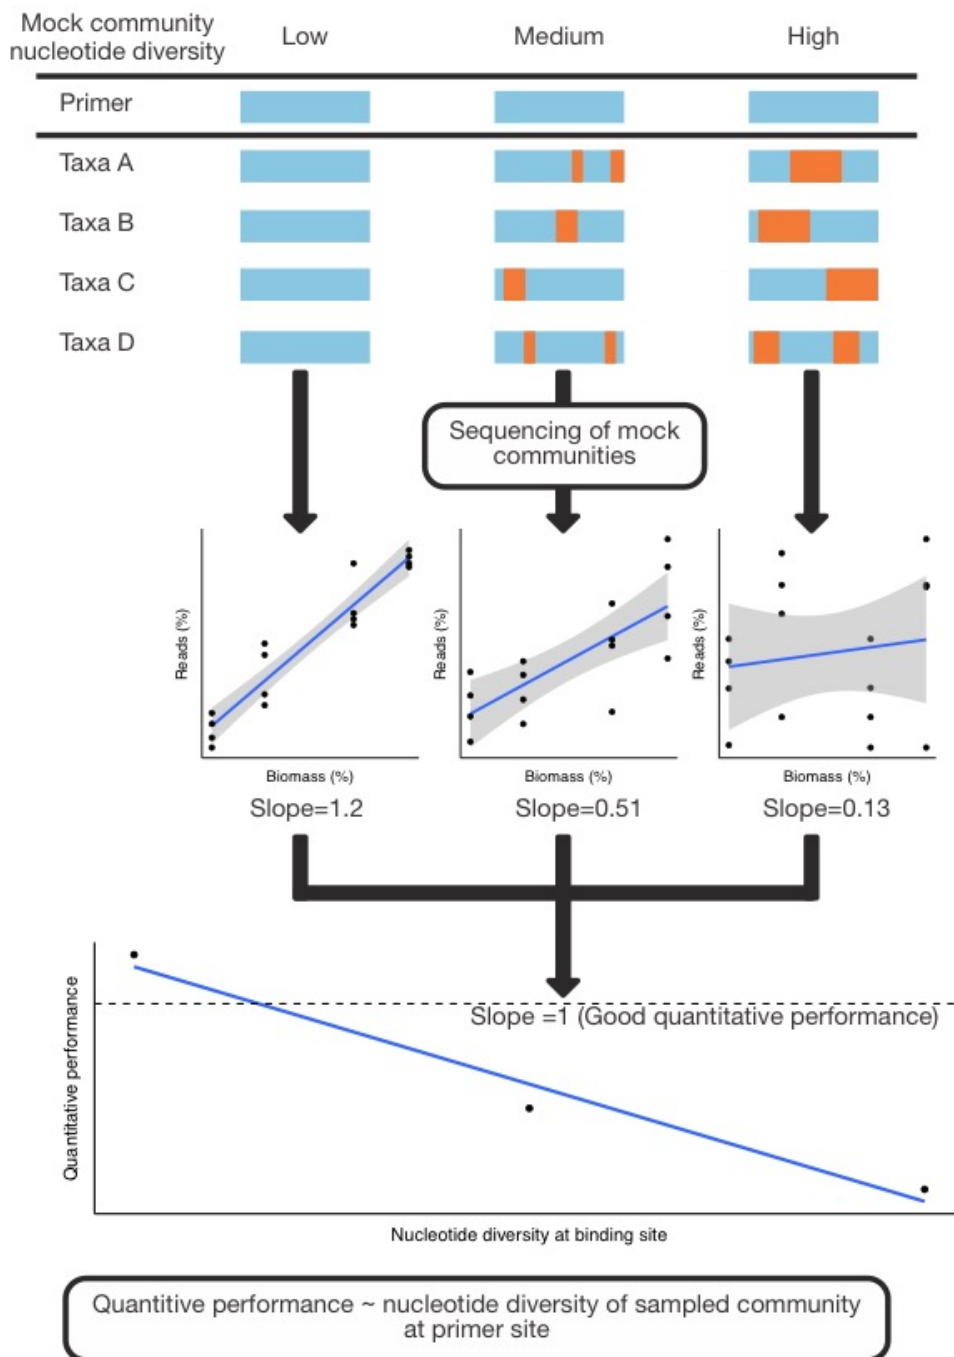 Mock community
nucleotide diversity
Low
Medium
High
Primer
Taxa A
Taxa B
Taxa C
Taxa D
Sequencing of mock
communities
Reads (%)
Reads (%)
Reads (%)
Biomass (%)
Biomass (%)
Biomass (%)
Slope=1.2
Slope=0.51
Slope=0.13
Quantitative performance
Slope =1 (Good quantitative performance)
Nucleotide diversity at binding site
Quantitive performance ~ nucleotide diversity of sampled community
at primer site